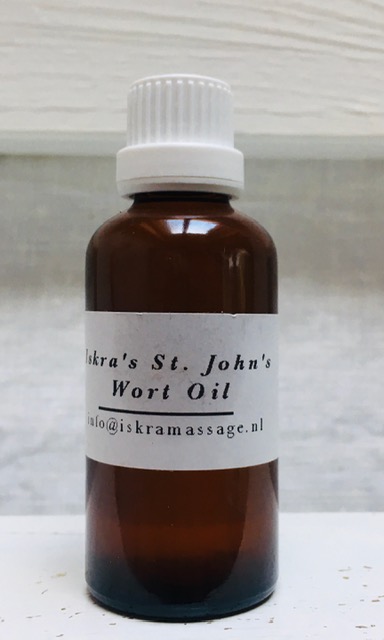 Iskra's St. John's
Wort Oil
info@iskramassage.nl